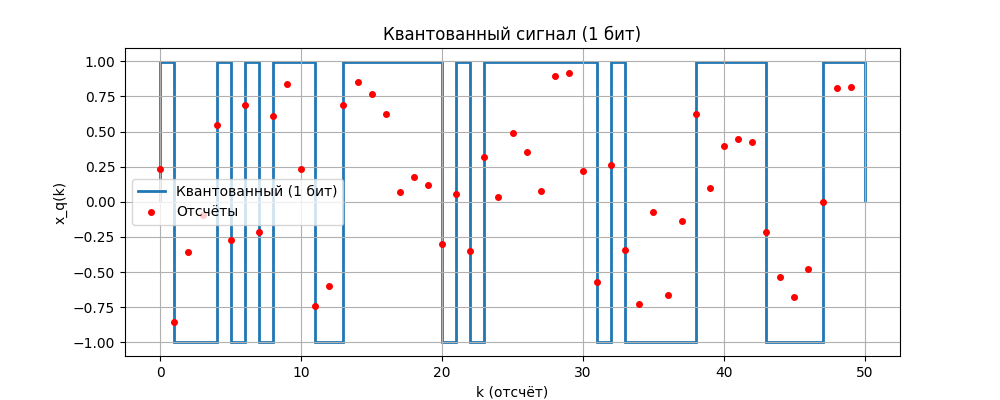 Квантованный сигнал (1 бит)
1.00
0.75
0.50
0.25
0.00
−0.25
−0.50
−0.75
−1.00
x_q(k)
Квантованный (1 бит)
Отсчёты
0 10 20 30 40 50
k (отсчёт)